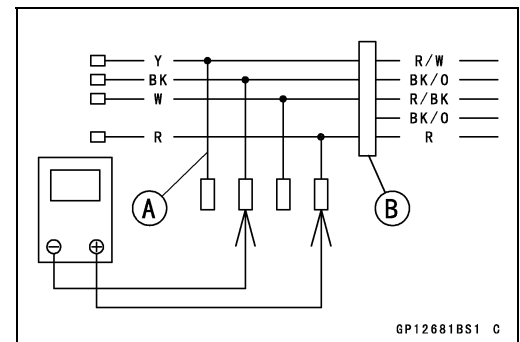 Y R/W
BK BK/O
W R/BK
BK/O
R R
A B
− +
GP12681BS1 C